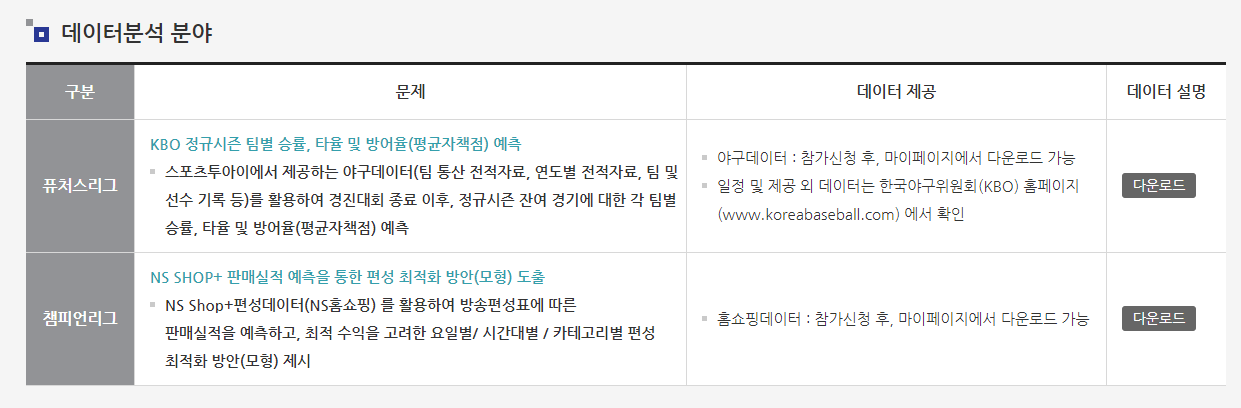 데이터분석 분야
구분
문제
데이터 제공
데이터 설명
퓨처스리그
KBO 정규시즌 팀별 승률, 타율 및 방어율(평균자책점) 예측
스포츠투아이에서 제공하는 야구데이터(팀 통산 전적자료, 연도별 전적자료, 팀 및
선수 기록 등)를 활용하여 경진대회 종료 이후, 정규시즌 잔여 경기에 대한 각 팀별
승률, 타율 및 방어율(평균자책점) 예측
야구데이터 : 참가신청 후, 마이페이지에서 다운로드 가능
일정 및 제공 외 데이터는 한국야구위원회(KBO) 홈페이지
(www.koreabaseball.com) 에서 확인
다운로드
챔피언리그
NS SHOP+ 판매실적 예측을 통한 편성 최적화 방안(모형) 도출
NS Shop+편성데이터(NS홈쇼핑) 를 활용하여 방송편성표에 따른
판매실적을 예측하고, 최적 수익을 고려한 요일별/ 시간대별 / 카테고리별 편성
최적화 방안(모형) 제시
홈쇼핑데이터 : 참가신청 후, 마이페이지에서 다운로드 가능
다운로드